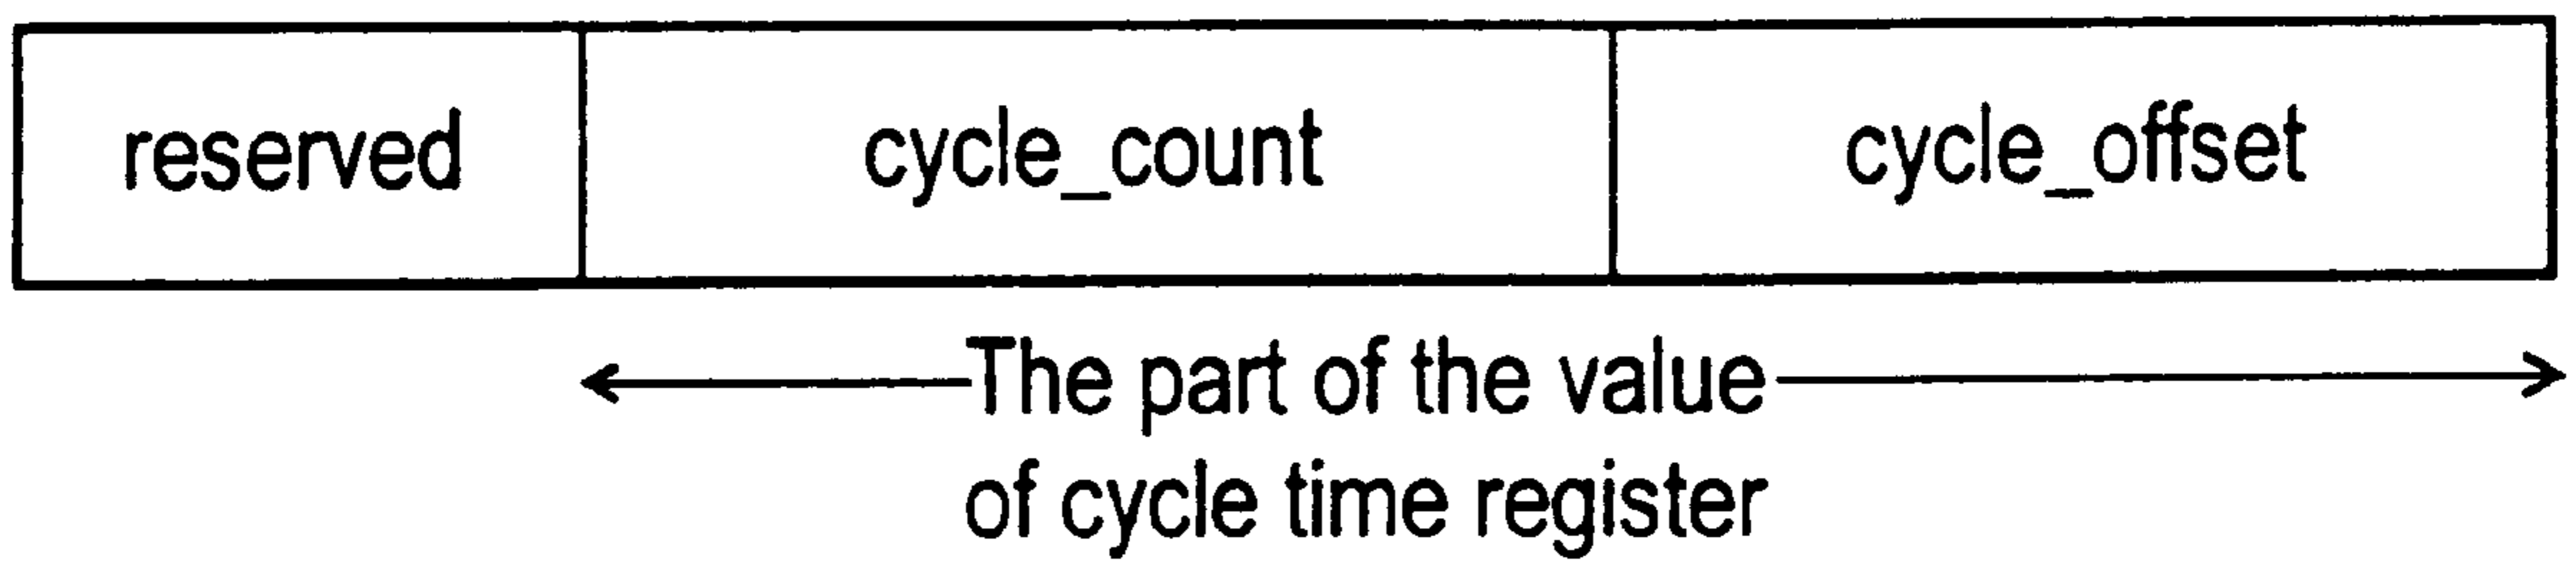 reserved cycle_count cycle_offset
The part of the value
of cycle time register